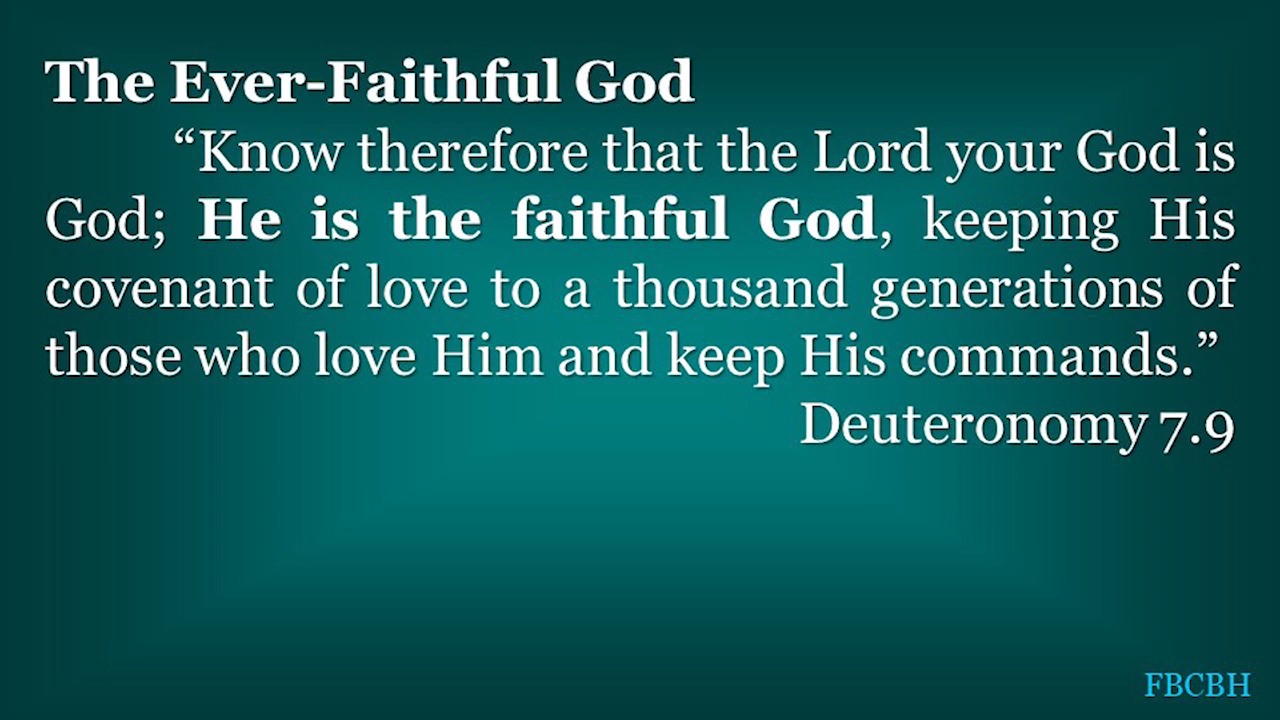 The Ever-Faithful God
“Know therefore that the Lord your God is
God; He is the faithful God, keeping His
covenant of love to a thousand generations of
those who love Him and keep His commands.”
Deuteronomy 7.9
FBCBH